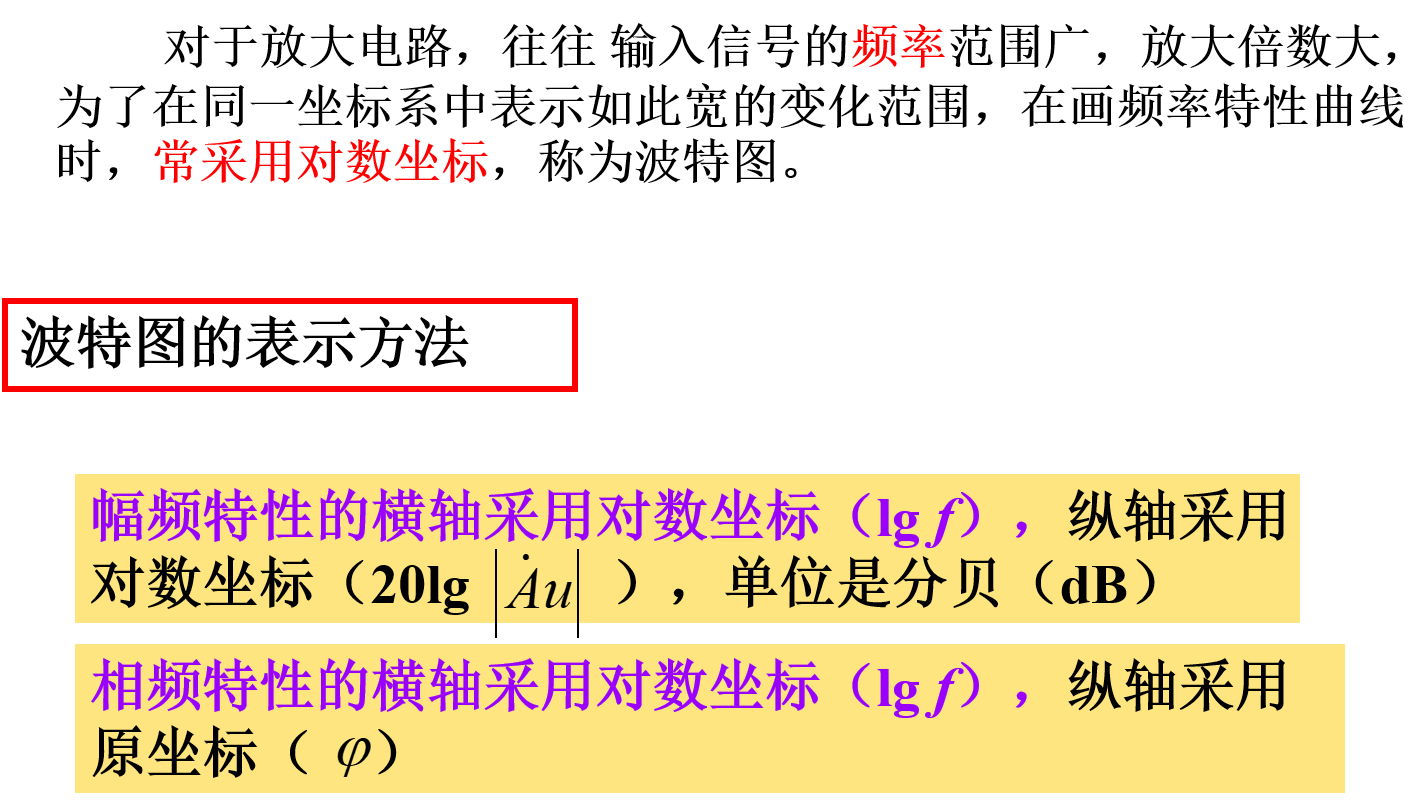 对于放大电路，往往 输入信号的频率范围广，放大倍数大，
为了在同一坐标系中表示如此宽的变化范围，在画频率特性曲线
时，常采用对数坐标，称为波特图。
波特图的表示方法
幅频特性的横轴采用对数坐标（lg f），纵轴采用
对数坐标（20lg |Ȧu| ），单位是分贝（dB）
相频特性的横轴采用对数坐标（lg f），纵轴采用
原坐标（ φ）